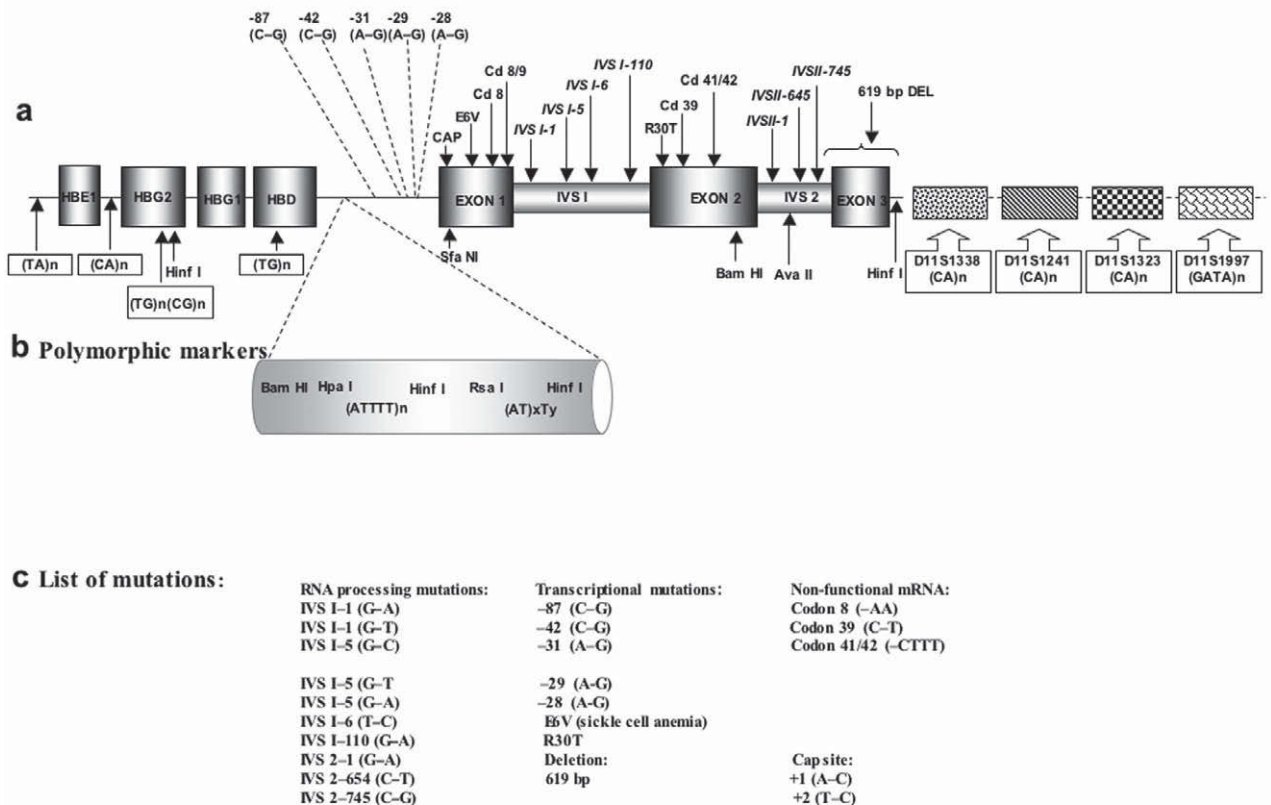 -87 -42 -31 -29 -28
(C–G) (C–G) (A–G)(A–G) (A–G)
a
CAP
E6V
Cd 8
Cd 8/9
IVS I-1
IVS I-5
IVS I-6
IVS I-110
R30T
Cd 39
Cd 41/42
IVSII-1
IVSII-645
IVSII-745
619 bp DEL
HBE1
HBG2
HBG1
HBD
EXON 1
IVS I
EXON 2
IVS 2
EXON 3
(TA)n
(CA)n
Hinf I
(TG)n(CG)n
(TG)n
Sfa NI
Bam HI
Ava II
Hinf I
D11S1338
(CA)n
D11S1241
(CA)n
D11S1323
(CA)n
D11S1997
(GATA)n
b Polymorphic markers
Bam HI Hpa I Hinf I Rsa I Hinf I
(ATTTT)n (AT)xTy
c List of mutations:
RNA processing mutations: Transcriptional mutations: Non-functional mRNA:
IVS I–1 (G–A) –87 (C–G) Codon 8 (–AA)
IVS I–1 (G–T) –42 (C–G) Codon 39 (C–T)
IVS I–5 (G–C) –31 (A–G) Codon 41/42 (–CTTT)
IVS I–5 (G–T –29 (A-G)
IVS I–5 (G–A) –28 (A-G)
IVS I–6 (T–C) E6V (sickle cell anemia)
IVS I–110 (G–A) R30T
IVS 2–1 (G–A) Deletion: Cap site:
IVS 2–654 (C–T) 619 bp +1 (A–C)
IVS 2–745 (C–G) +2 (T–C)